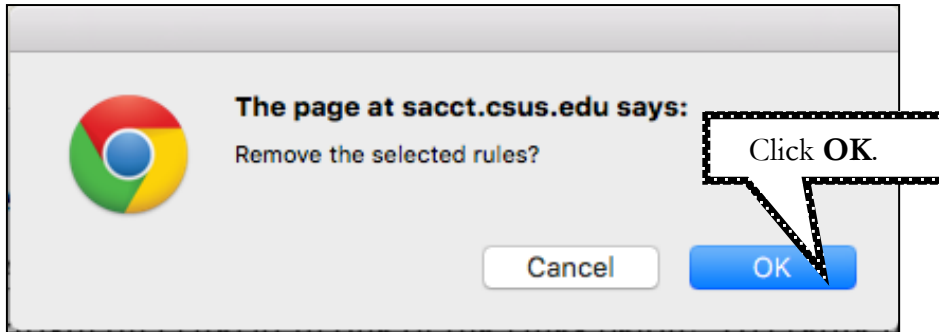 The page at sacct.csus.edu says:
Remove the selected rules?
Click OK.
Cancel
OK